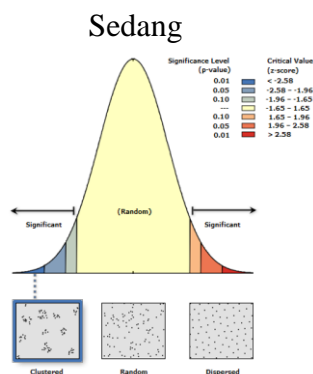 Sedang
Significance Level
(p-value)
Critical Value
(z-score)
0.01 < -2.58
0.05 -2.58 - -1.96
0.10 -1.96 - -1.65
--- -1.65 - 1.65
0.10 1.65 - 1.96
0.05 1.96 - 2.58
0.01 > 2.58
(Random)
Significant Significant
Clustered Random Dispersed